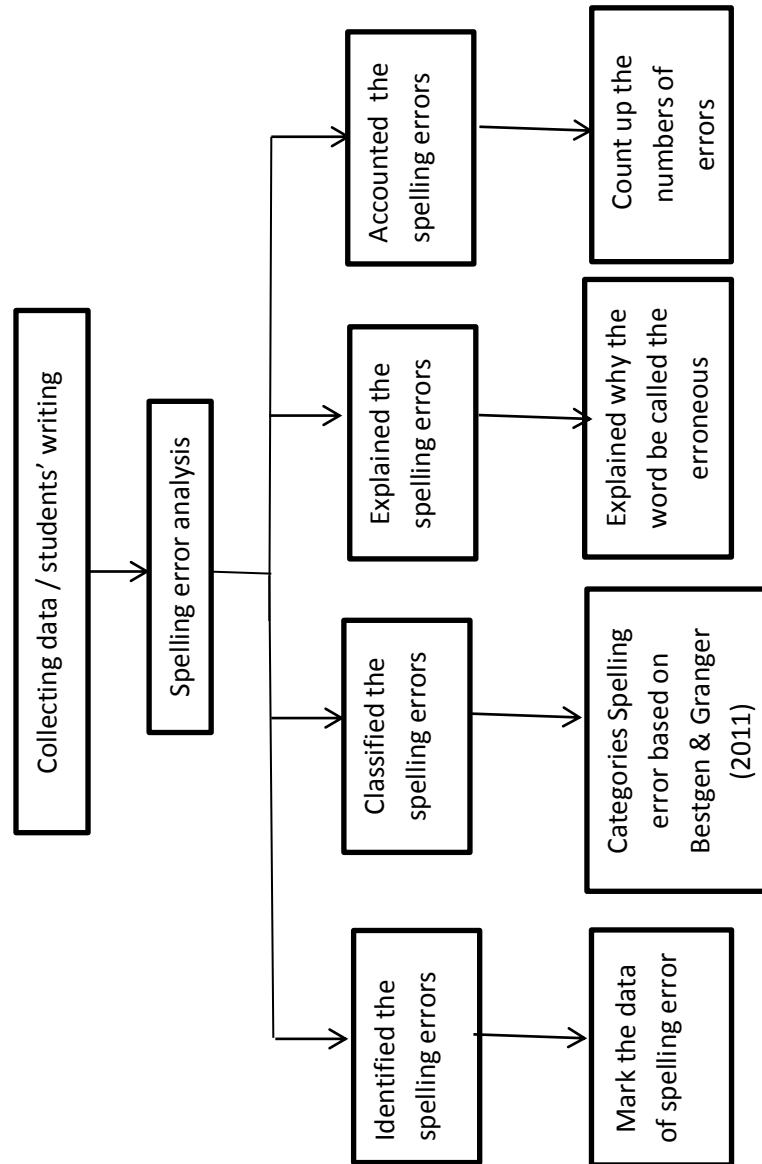 Collecting data / students’ writing
Spelling error analysis
Identified the
spelling errors
Classified the
spelling errors
Explained the
spelling errors
Accounted  the
spelling errors
Mark the data
of spelling error
Categories Spelling
error based on
Bestgen & Granger
(2011)
Explained why the
word be called the
erroneous
Count up the
numbers of
errors